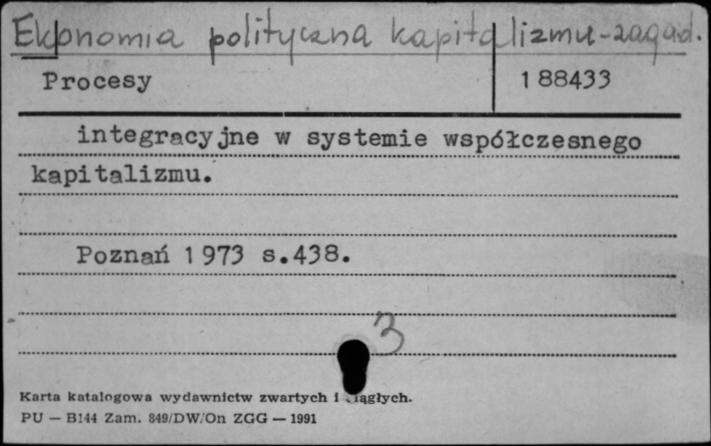 Ekonomia polityczna kapitalizmu-zagad.
Procesy 188433
integracyjne w systemie współczesnego
kapitalizmu.
Poznań 1973 s.438.
3
Karta katalogowa wydawnictw zwartych i ciągłych.
PU — B144 Zam. 849/DW/On ZGG — 1991